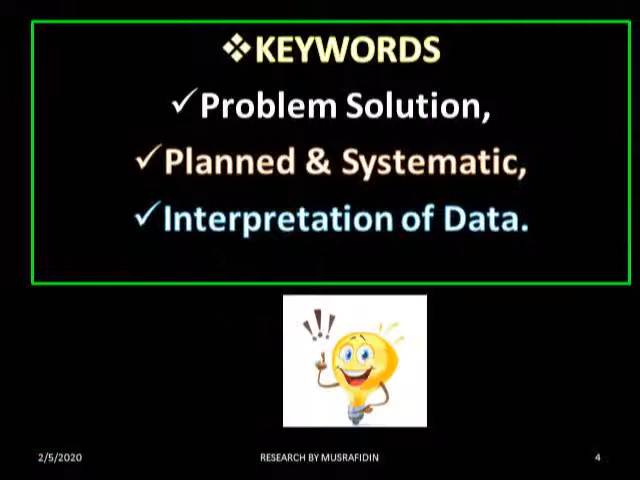 ❖KEYWORDS
✓Problem Solution,
✓Planned & Systematic,
✓Interpretation of Data.
!!!
2/5/2020 RESEARCH BY MUSRAFIDIN 4